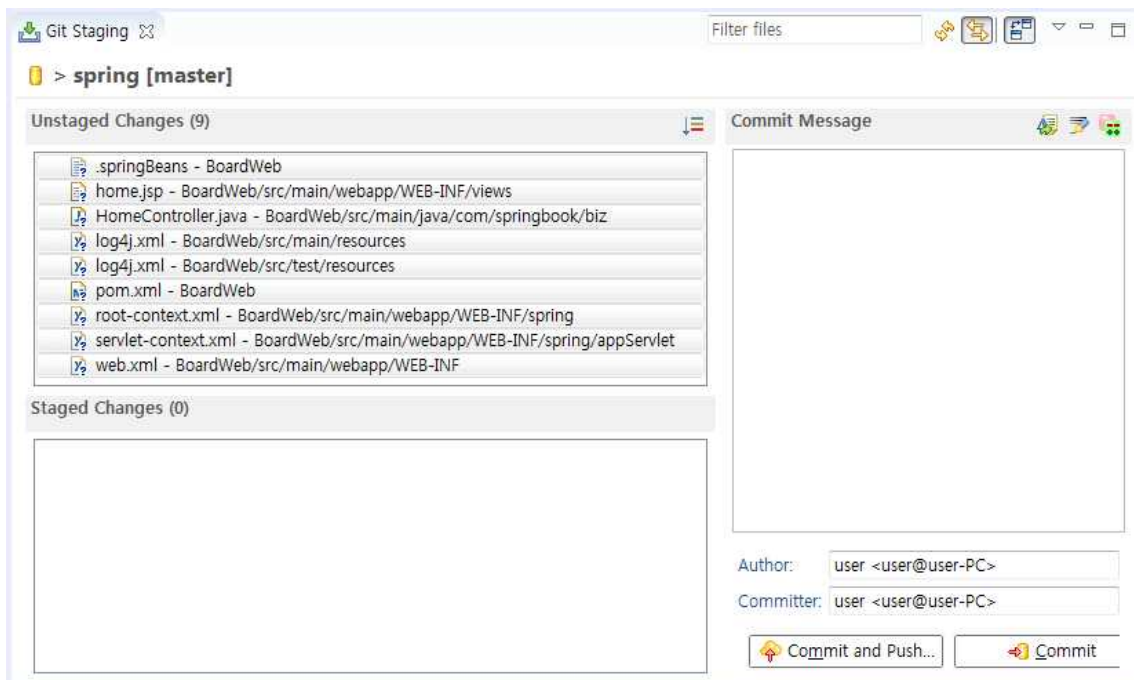 Git Staging
Filter files
> spring [master]
Unstaged Changes (9)
.springBeans - BoardWeb
home.jsp - BoardWeb/src/main/webapp/WEB-INF/views
HomeController.java - BoardWeb/src/main/java/com/springbook/biz
log4j.xml - BoardWeb/src/main/resources
log4j.xml - BoardWeb/src/test/resources
pom.xml - BoardWeb
root-context.xml - BoardWeb/src/main/webapp/WEB-INF/spring
servlet-context.xml - BoardWeb/src/main/webapp/WEB-INF/spring/appServlet
web.xml - BoardWeb/src/main/webapp/WEB-INF
Staged Changes (0)
Commit Message
Author: user <user@user-PC>
Committer: user <user@user-PC>
Commit and Push... Commit